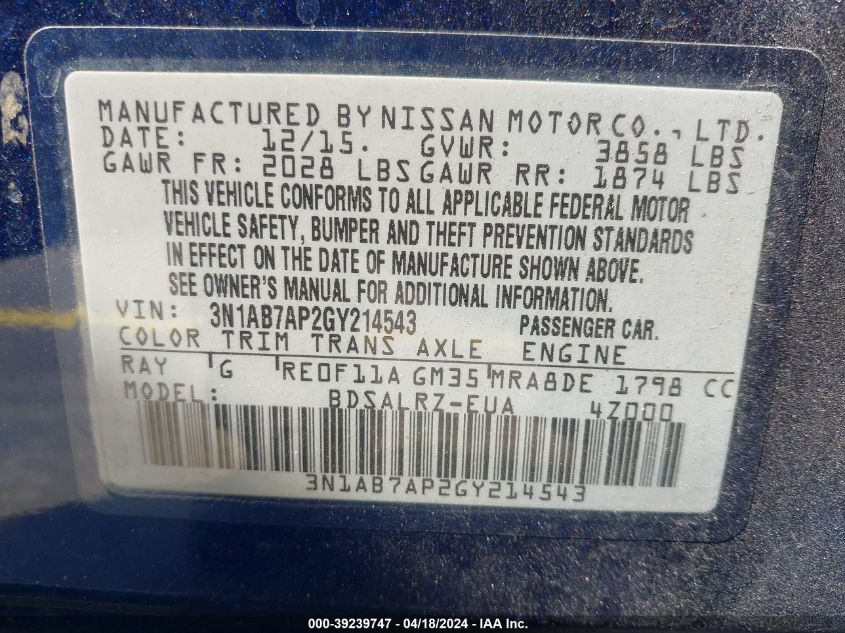 MANUFACTURED BY NISSAN MOTOR CO., LTD.
DATE: 12/15. GVWR: 3858 LBS
GAWR FR: 2028 LBS GAWR RR: 1874 LBS
THIS VEHICLE CONFORMS TO ALL APPLICABLE FEDERAL MOTOR
VEHICLE SAFETY, BUMPER AND THEFT PREVENTION STANDARDS
IN EFFECT ON THE DATE OF MANUFACTURE SHOWN ABOVE.
SEE OWNER'S MANUAL FOR ADDITIONAL INFORMATION.
VIN: 3N1AB7AP2GY214543 PASSENGER CAR.
COLOR TRIM TRANS AXLE ENGINE
RAY G RE0F11A GM35 MRA8DE 1798 CC
MODEL: BDSALRZ-EUA 4Z000
3N1AB7AP2GY214543
000-39239747 - 04/18/2024 - IAA Inc.